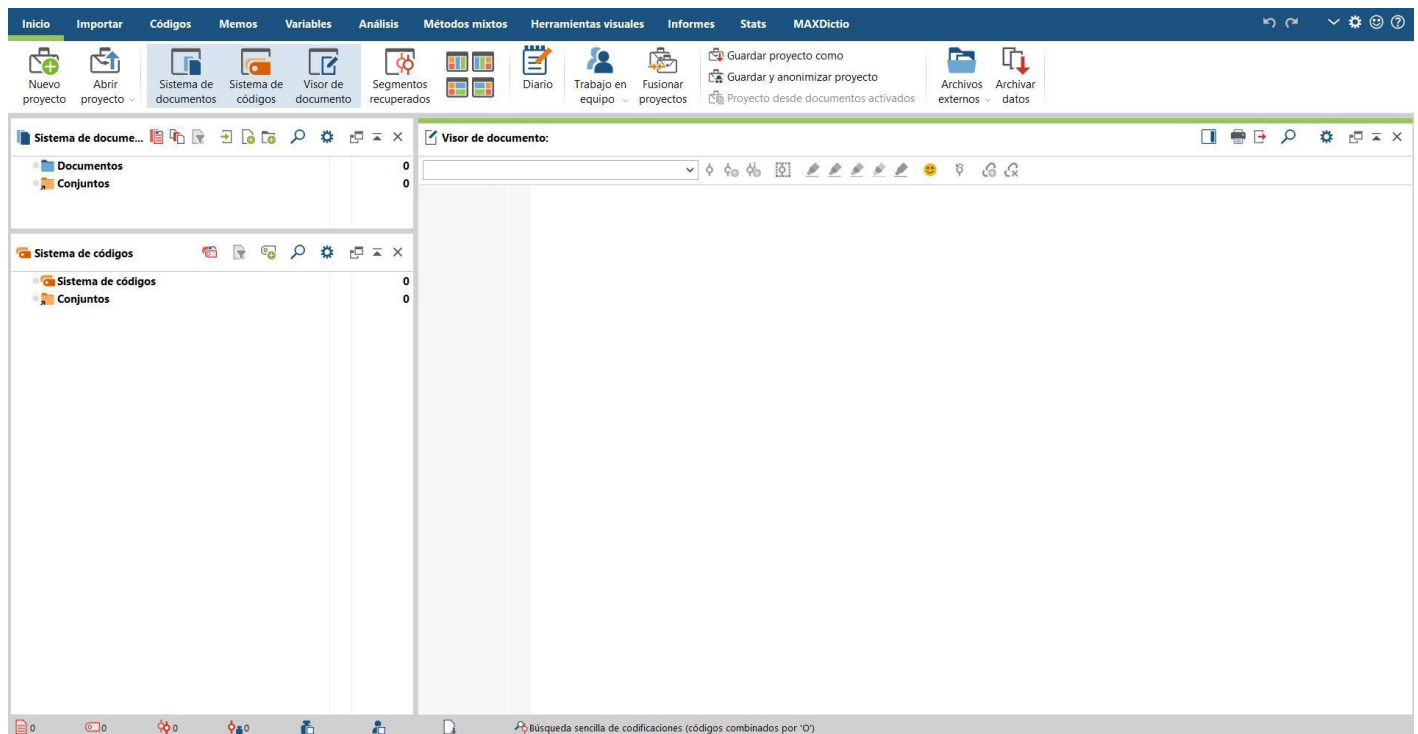 Inicio Importar Códigos Memos Variables Análisis Métodos mixtos Herramientas visuales Informes Stats MAXDictio
Nuevo proyecto
Abrir proyecto
Sistema de documentos
Sistema de códigos
Visor de documento
Segmentos recuperados
Diario
Trabajo en equipo
Fusionar proyectos
Guardar proyecto como
Guardar y anonimizar proyecto
Proyecto desde documentos activados
Archivos externos
Archivar datos
Sistema de docume...
Documentos 0
Conjuntos 0
Sistema de códigos
Sistema de códigos 0
Conjuntos 0
Visor de documento:
0 0 0 0 Búsqueda sencilla de codificaciones (códigos combinados por 'O')